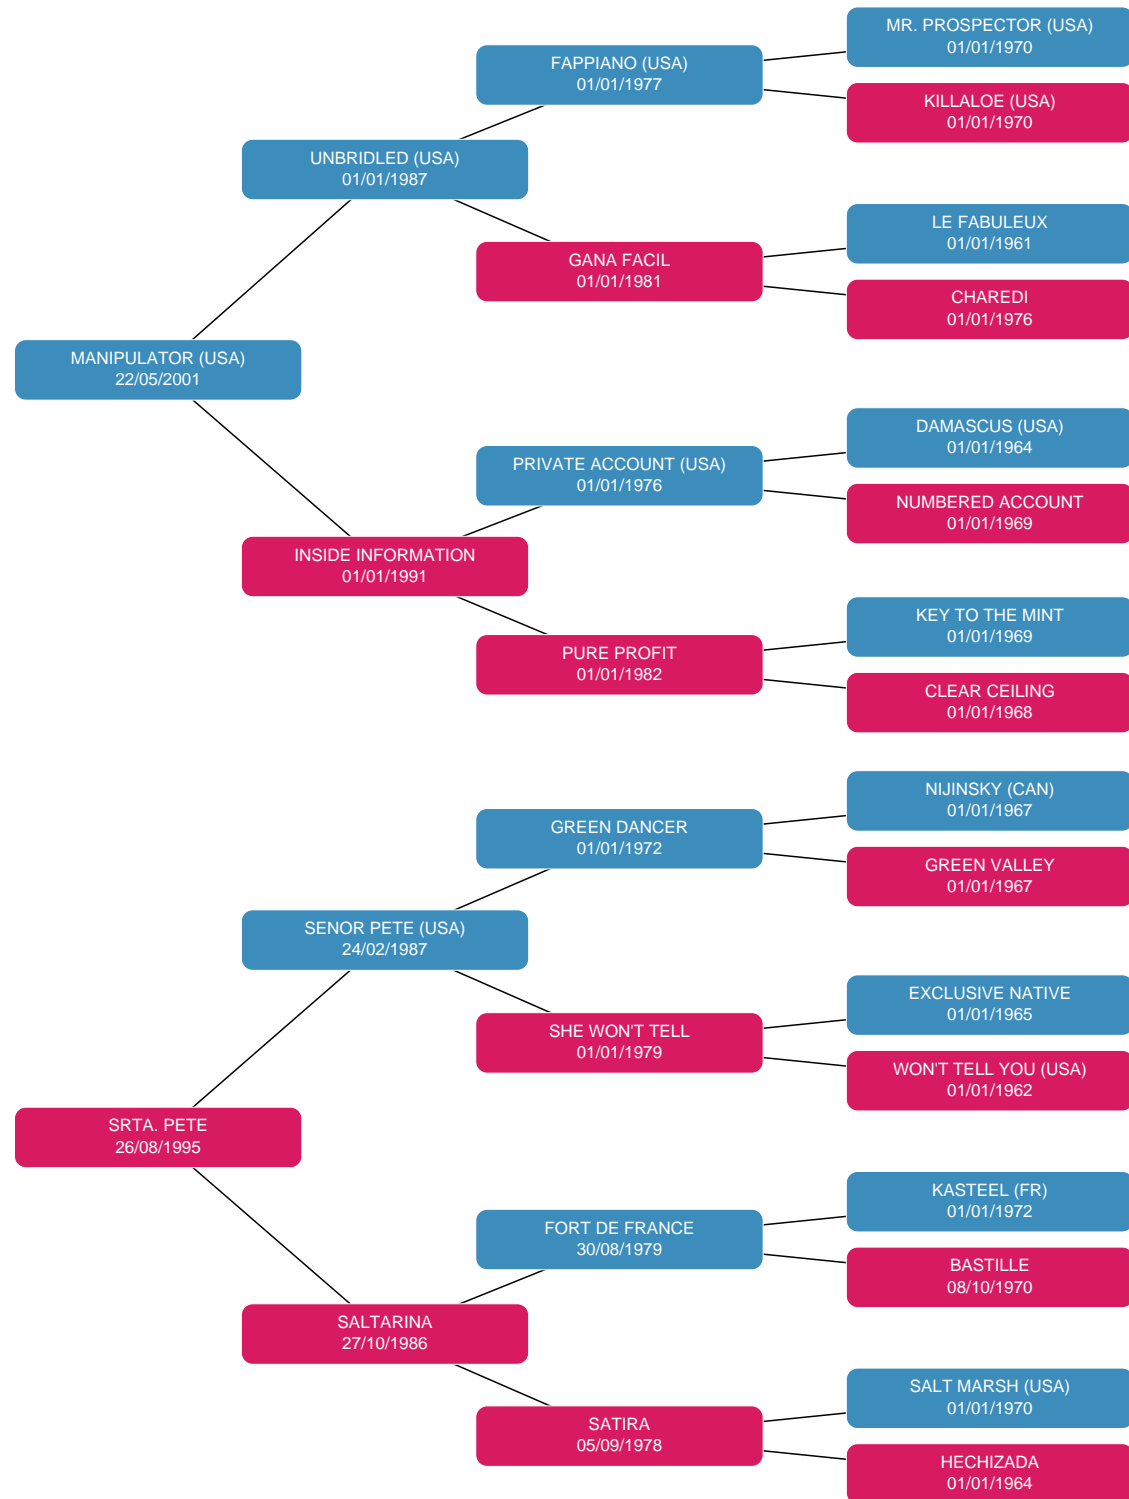 MR. PROSPECTOR (USA)
01/01/1970
FAPPIANO (USA)
01/01/1977
KILLALOE (USA)
01/01/1970
UNBRIDLED (USA)
01/01/1987
LE FABULEUX
01/01/1961
GANA FACIL
01/01/1981
CHAREDI
01/01/1976
MANIPULATOR (USA)
22/05/2001
DAMASCUS (USA)
01/01/1964
PRIVATE ACCOUNT (USA)
01/01/1976
NUMBERED ACCOUNT
01/01/1969
INSIDE INFORMATION
01/01/1991
KEY TO THE MINT
01/01/1969
PURE PROFIT
01/01/1982
CLEAR CEILING
01/01/1968
NIJINSKY (CAN)
01/01/1967
GREEN DANCER
01/01/1972
GREEN VALLEY
01/01/1967
SENOR PETE (USA)
24/02/1987
EXCLUSIVE NATIVE
01/01/1965
SHE WON'T TELL
01/01/1979
WON'T TELL YOU (USA)
01/01/1962
SRTA. PETE
26/08/1995
KASTEEL (FR)
01/01/1972
FORT DE FRANCE
30/08/1979
BASTILLE
08/10/1970
SALTARINA
27/10/1986
SALT MARSH (USA)
01/01/1970
SATIRA
05/09/1978
HECHIZADA
01/01/1964